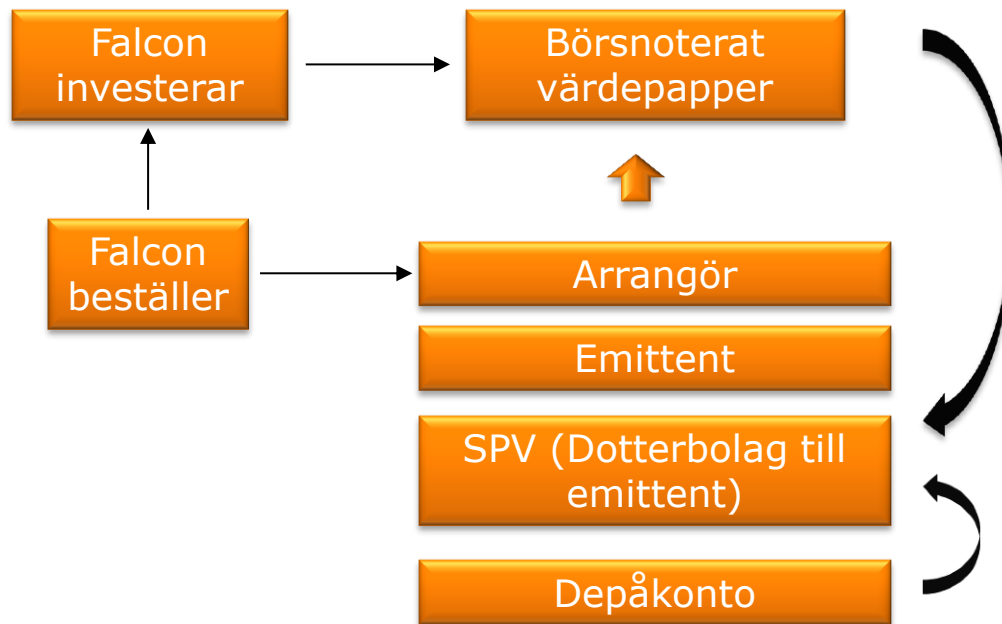 Falcon
investerar
Börsnoterat
värdepapper
Falcon
beställer
Arrangör
Emittent
SPV (Dotterbolag till
emittent)
Depåkonto